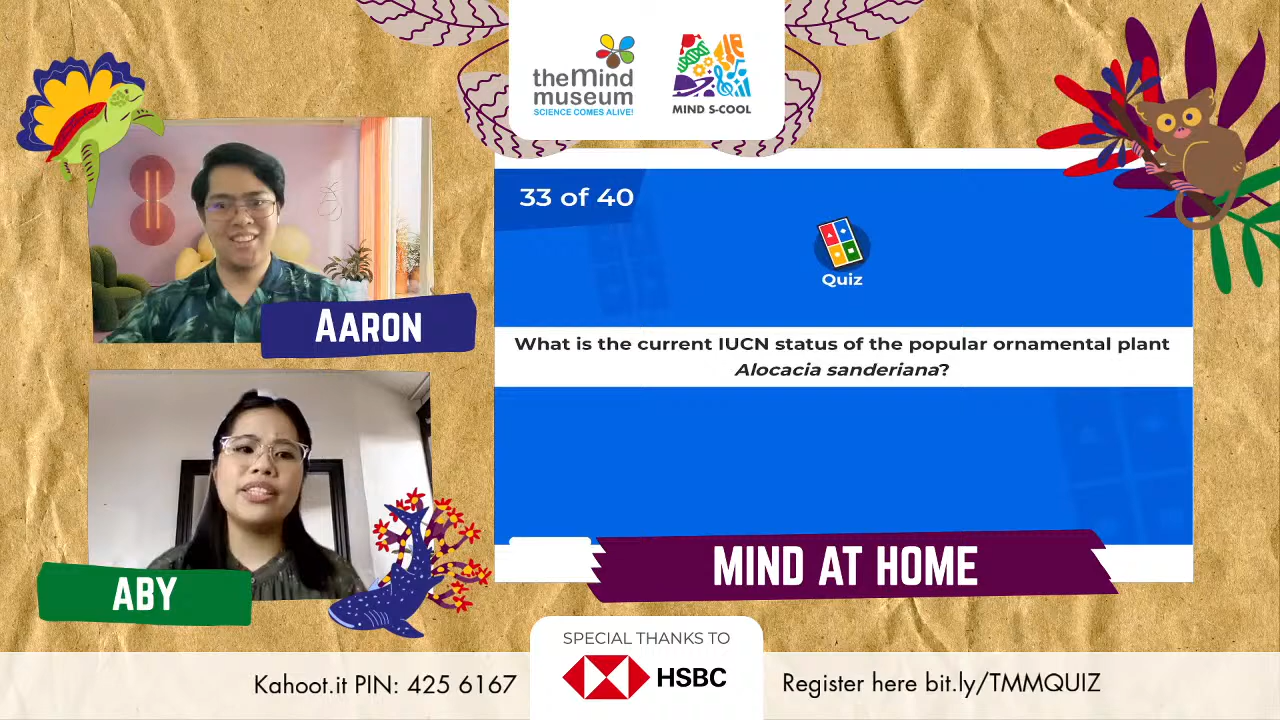 theMind
museum
SCIENCE COMES ALIVE!
MIND S-COOL
33 of 40
Quiz
What is the current IUCN status of the popular ornamental plant
Alocacia sanderiana?
AARON
ABY
MIND AT HOME
SPECIAL THANKS TO
HSBC
Kahoot.it PIN: 425 6167
Register here bit.ly/TMMQUIZ